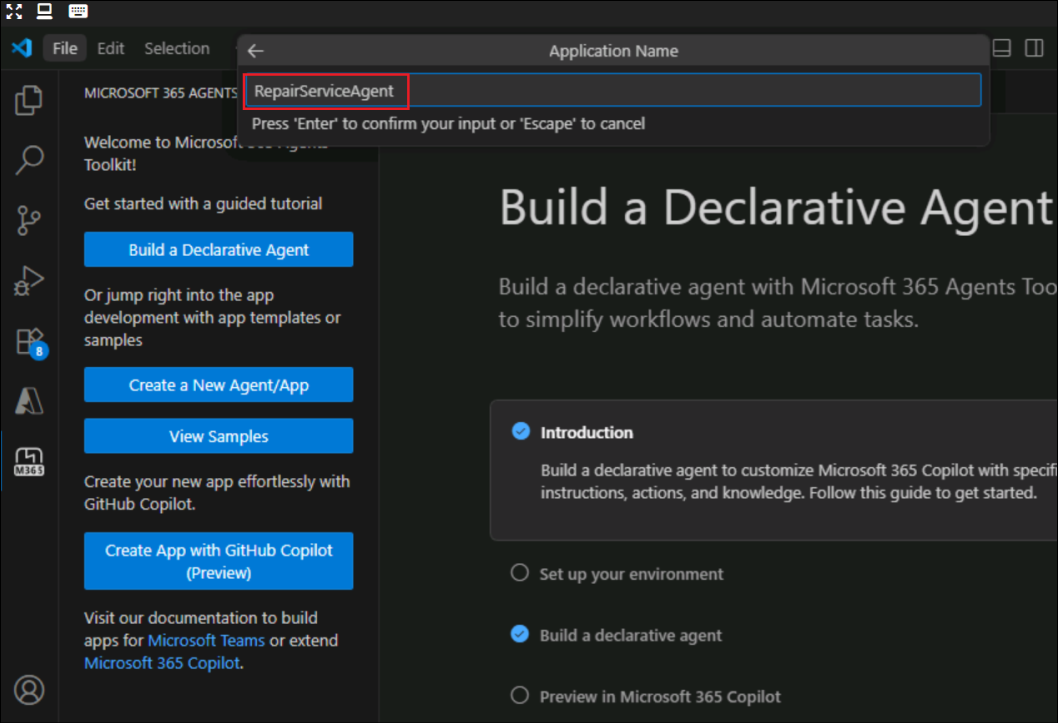 File Edit Selection
Application Name
RepairServiceAgent
Press 'Enter' to confirm your input or 'Escape' to cancel
MICROSOFT 365 AGENTS
Welcome to Microsoft 365 Agents
Toolkit!
Get started with a guided tutorial
Build a Declarative Agent
Or jump right into the app
development with app templates or
samples
Create a New Agent/App
View Samples
Create your new app effortlessly with
GitHub Copilot.
Create App with GitHub Copilot
(Preview)
Visit our documentation to build
apps for Microsoft Teams or extend
Microsoft 365 Copilot.
8
M365
Build a Declarative Agent
Build a declarative agent with Microsoft 365 Agents Too
to simplify workflows and automate tasks.
Introduction
Build a declarative agent to customize Microsoft 365 Copilot with specifi
instructions, actions, and knowledge. Follow this guide to get started.
Set up your environment
Build a declarative agent
Preview in Microsoft 365 Copilot